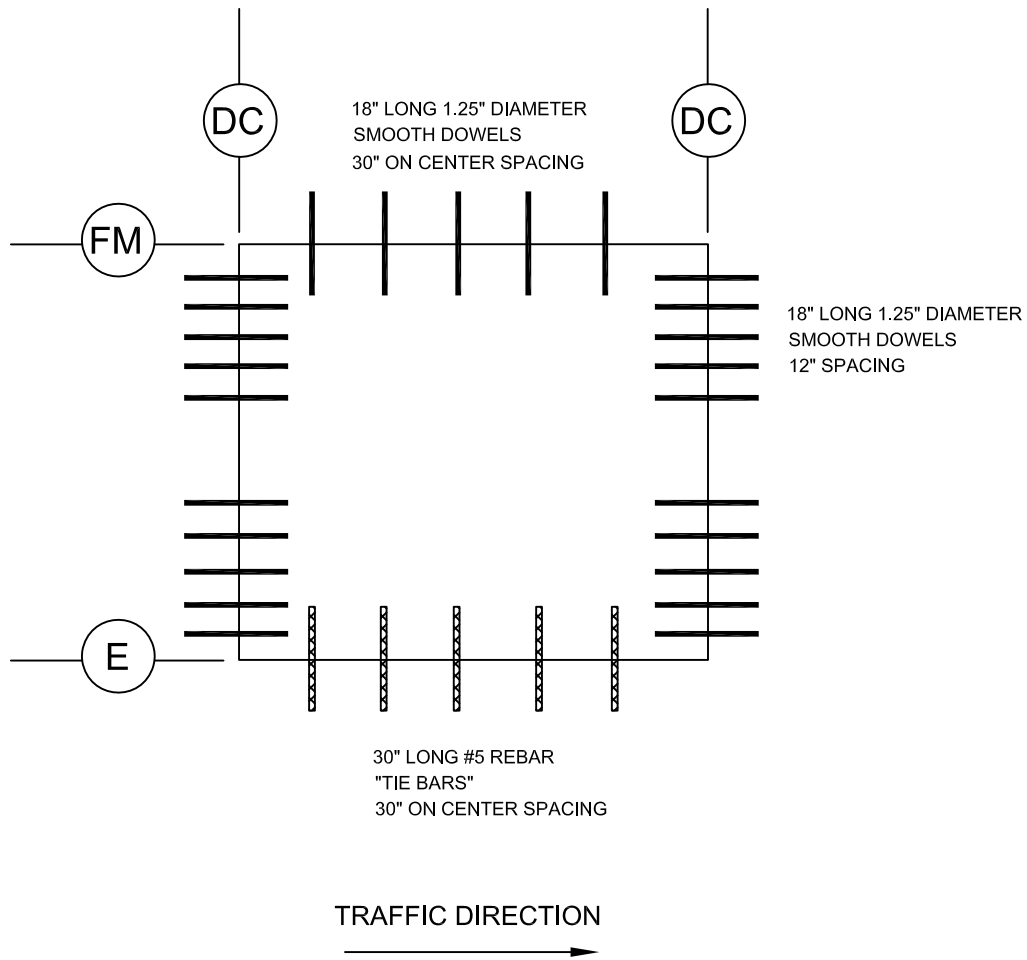 DC
DC
18" LONG 1.25" DIAMETER
SMOOTH DOWELS
30" ON CENTER SPACING
FM
18" LONG 1.25" DIAMETER
SMOOTH DOWELS
12" SPACING
E
30" LONG #5 REBAR
"TIE BARS"
30" ON CENTER SPACING
TRAFFIC DIRECTION